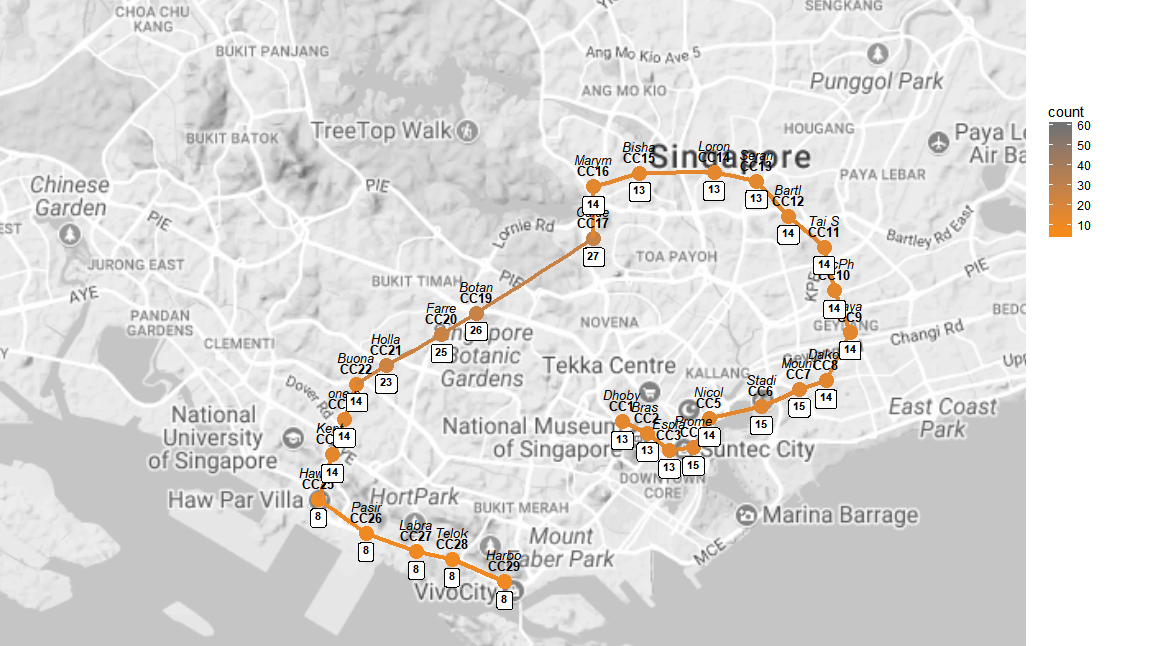 CHOA CHU
KANG
SENGKANG
BUKIT PANJANG
Ang Mo Kio Ave 5
Punggol Park
ANG MO KIO
count
60
50
40
30
20
10
BUKIT BATOK
TreeTop Walk
HOUGANG
Singapore
Paya Le
Air Ba
Bisha
CC15
Loron
CC14
Seran
CC13
Marym
CC16
13
13
13
14
PAYA LEBAR
Chinese
Garden
PIE
PIE
Bartl
CC12
14
CC17
27
Lornie Rd
Tai S
CC11
14
Bartley Rd East
JURONG EAST
TOA PAYOH
BUKIT TIMAH
PIE
PIE
CC10
14
KPE
AYE
Botan
CC19
26
Farre
CC20
25
PANDAN
GARDENS
NOVENA
CC9
14
GEYLANG
Changi Rd
CLEMENTI
Holla
CC21
23
Botanic
Gardens
Buona
CC22
14
Tekka Centre
KALLANG
Dako
CC8
14
Moun
CC7
15
Stadi
CC6
15
Nicol
CC5
14
Dover Rd
14
National
University
of Singapore
East Coast
Park
Dhoby
CC1
13
Bras
CC2
13
Espla
CC3
13
Prome
15
National Museum
of Singapore
Suntec City
Kent
14
DOWNTOWN
CORE
CC25
8
Haw Par Villa
HortPark
BUKIT MERAH
Marina Barrage
Pasir
CC26
8
Labra
CC27
8
Telok
CC28
8
Mount
Faber Park
MCE
Harbo
CC29
8
VivoCity